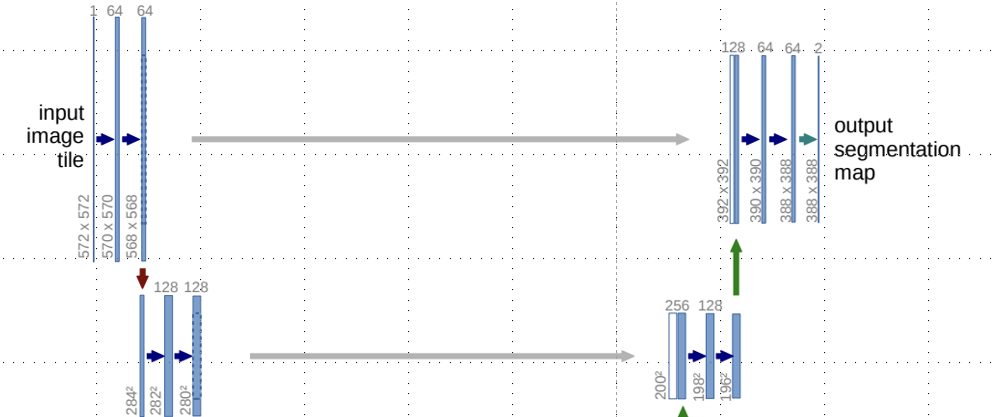 1 64 64
input
image
tile
572 x 572
570 x 570
568 x 568
128 64 64 2
output
segmentation
map
392 x 392
390 x 390
388 x 388
388 x 388
128 128
284²
282²
280²
256 128
200²
198²
196²